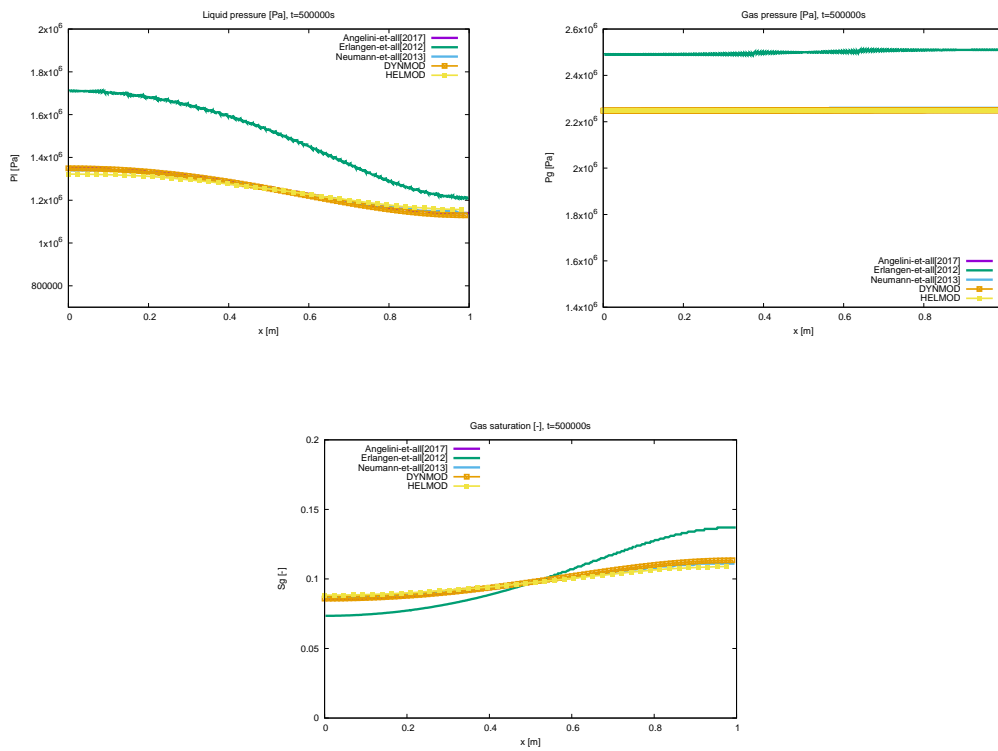 Liquid pressure [Pa], t=500000s
2x10^6
1.8x10^6
1.6x10^6
1.4x10^6
1.2x10^6
1x10^6
800000
Pl [Pa]
0 0.2 0.4 0.6 0.8 1
x [m]
Angelini-et-all[2017]
Erlangen-et-all[2012]
Neumann-et-all[2013]
DYNMOD
HELMOD
Gas pressure [Pa], t=500000s
2.6x10^6
2.4x10^6
2.2x10^6
2x10^6
1.8x10^6
1.6x10^6
1.4x10^6
Pg [Pa]
0 0.2 0.4 0.6 0.8 1
x [m]
Angelini-et-all[2017]
Erlangen-et-all[2012]
Neumann-et-all[2013]
DYNMOD
HELMOD
Gas saturation [-], t=500000s
0.2
0.15
0.1
0.05
0
Sg [-]
0 0.2 0.4 0.6 0.8 1
x [m]
Angelini-et-all[2017]
Erlangen-et-all[2012]
Neumann-et-all[2013]
DYNMOD
HELMOD